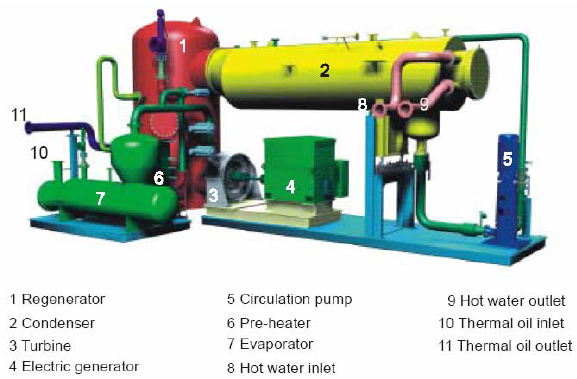 1
2
8
9
11
10
6
5
3
4
7
1 Regenerator
2 Condenser
3 Turbine
4 Electric generator
5 Circulation pump
6 Pre-heater
7 Evaporator
8 Hot water inlet
9 Hot water outlet
10 Thermal oil inlet
11 Thermal oil outlet